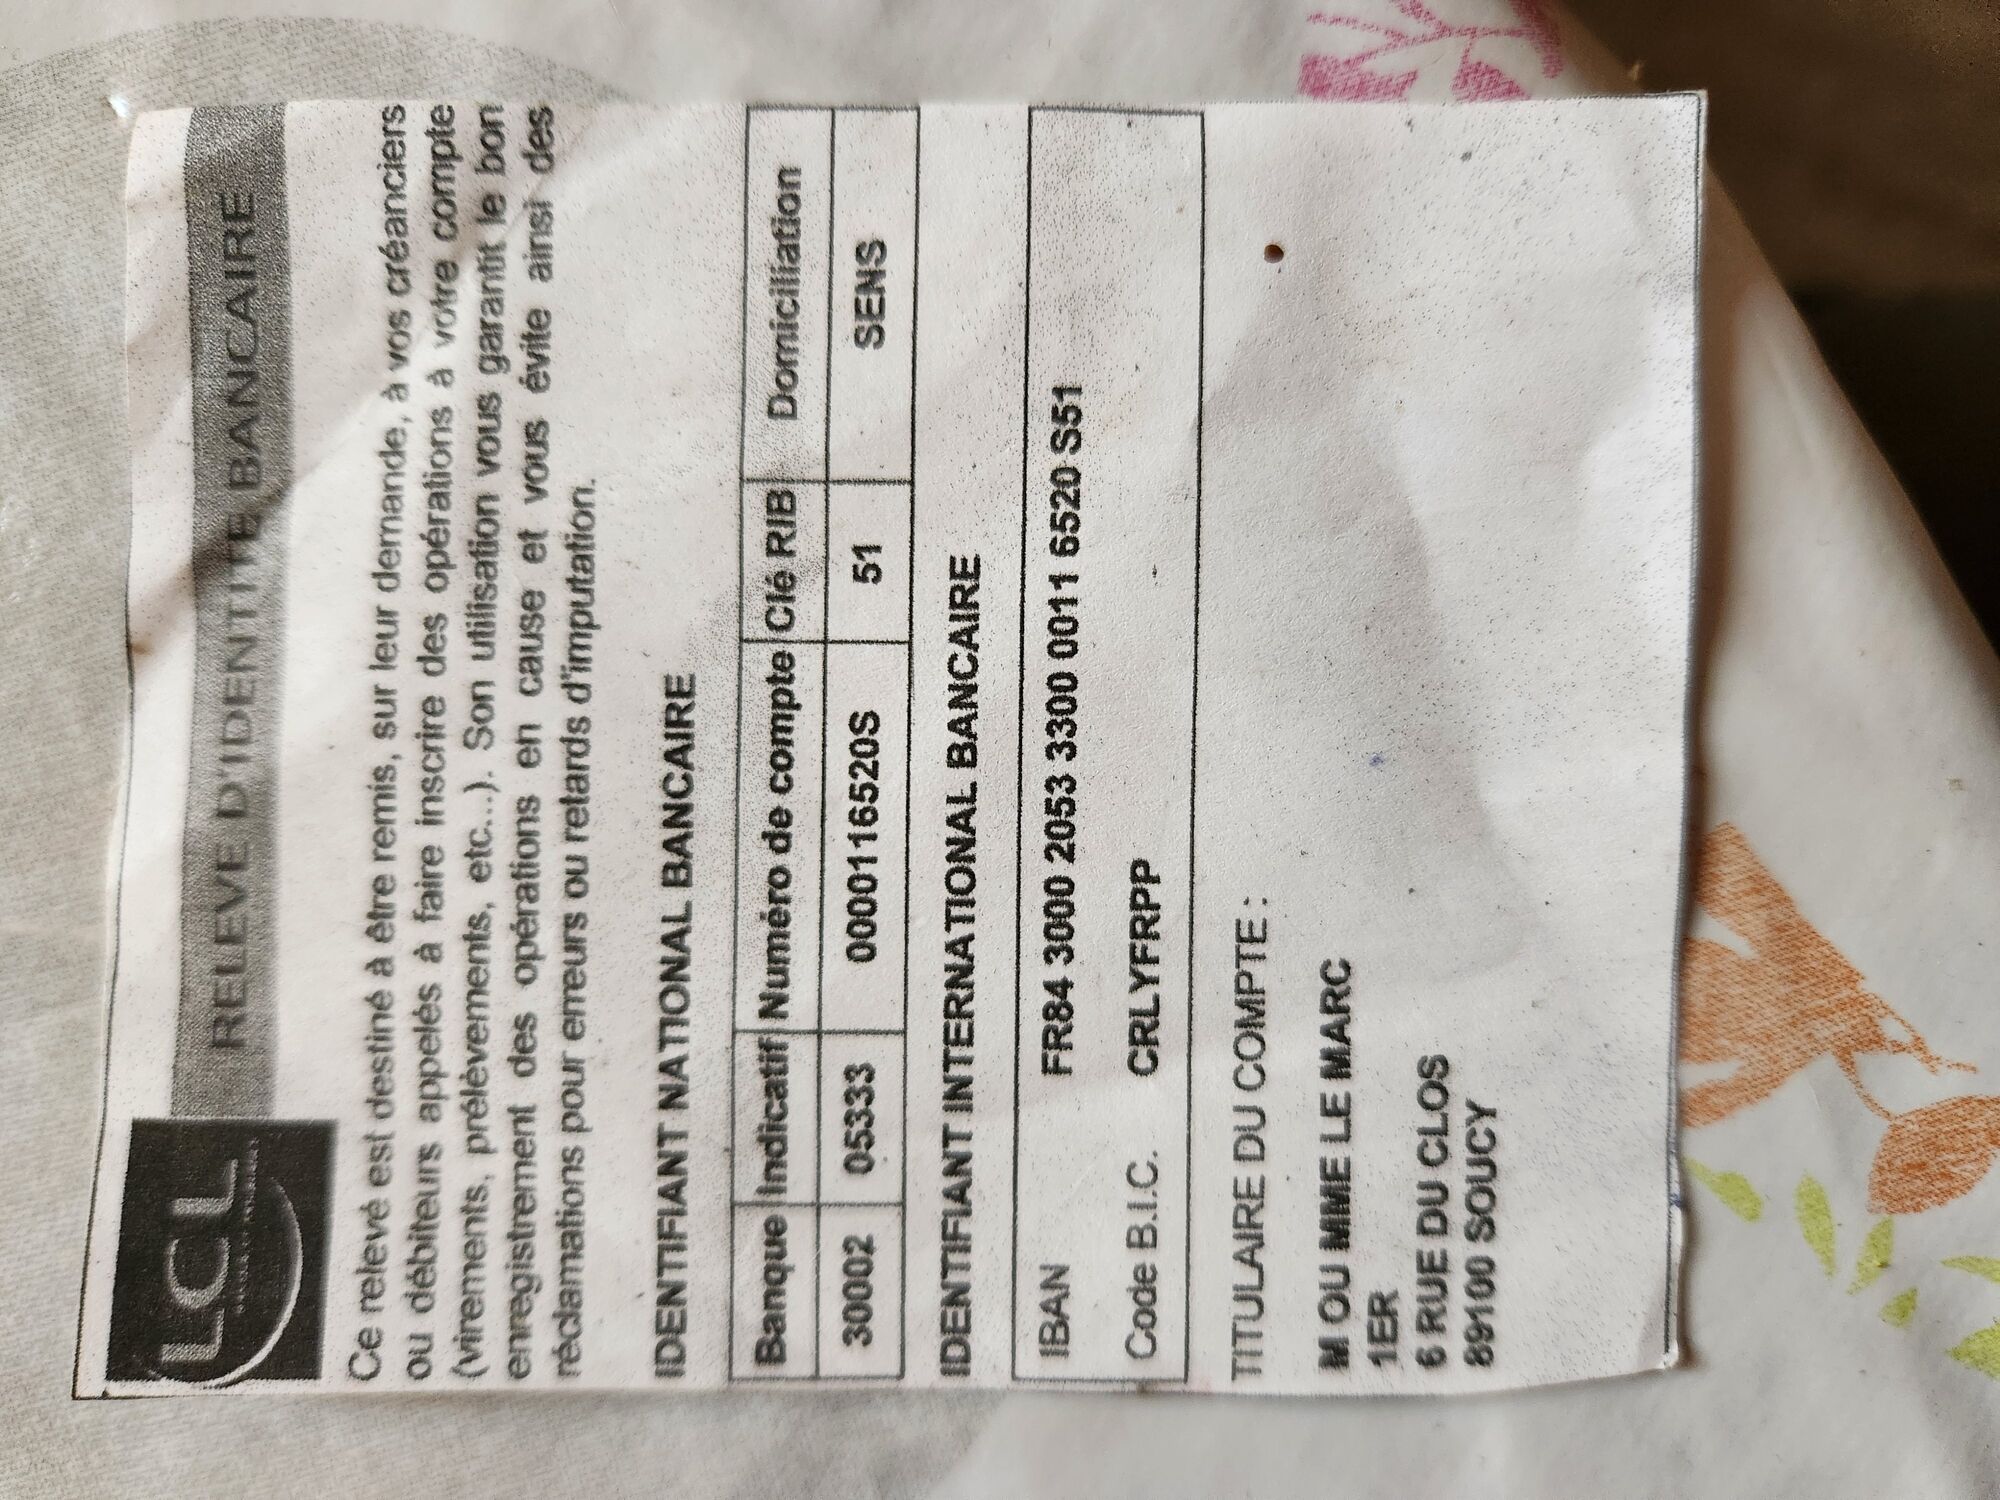 LCL
RELEVE D'IDENTITE BANCAIRE
Ce relevé est destiné à être remis, sur leur demande, à vos créanciers
ou débiteurs appelés à faire inscrire des opérations à votre compte
(virements, prélèvements, etc...). Son utilisation vous garantit le bon
enregistrement des opérations en cause et vous évite ainsi des
réclamations pour erreurs ou retards d'imputation.
IDENTIFIANT NATIONAL BANCAIRE
Banque Indicatif Numéro de compte Clé RIB Domiciliation
30002 05333 0000116520S 51 SENS
IDENTIFIANT INTERNATIONAL BANCAIRE
IBAN FR84 3000 2053 3300 0011 6520 S51
Code B.I.C. CRLYFRPP
TITULAIRE DU COMPTE :
M OU MME LE MARC
1ER
6 RUE DU CLOS
89100 SOUCY